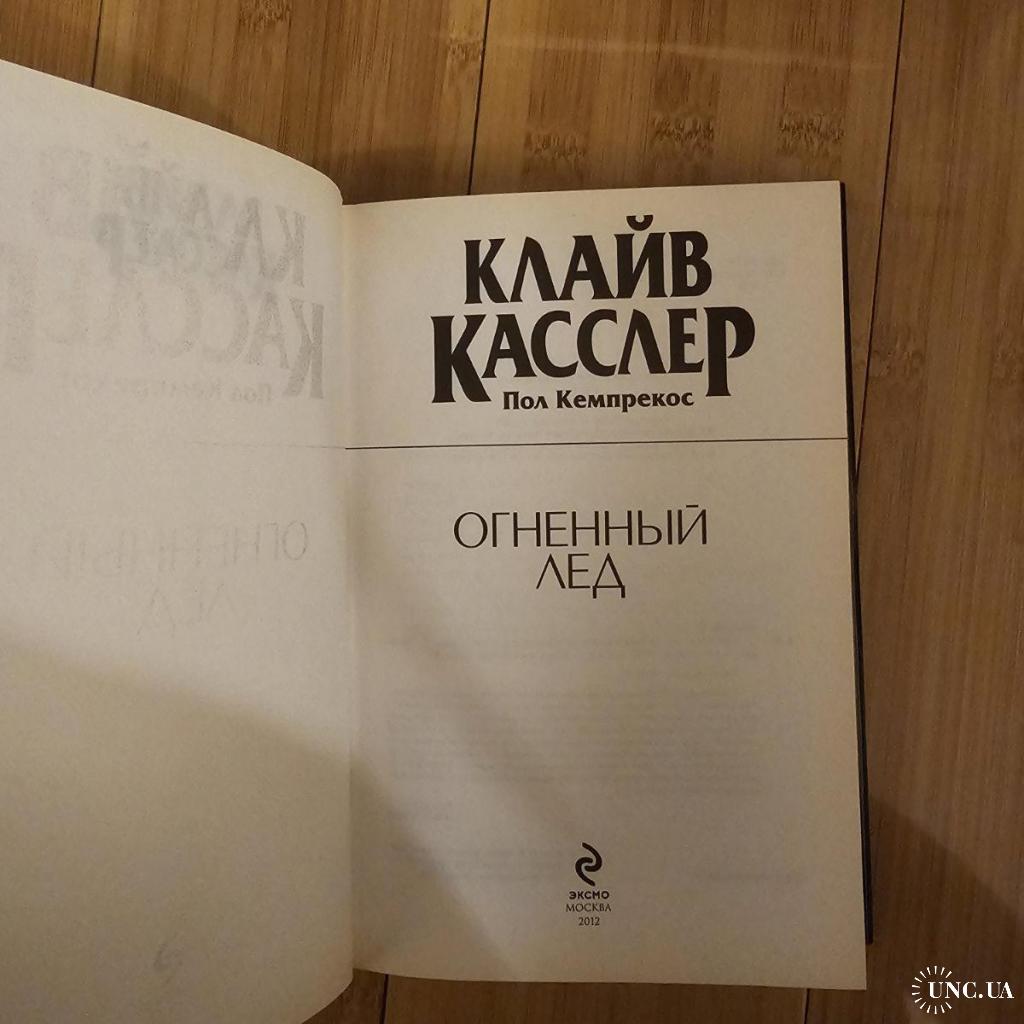 КЛАЙВ
КАССЛЕР
Пол Кемпрекос
ОГНЕННЫЙ
ЛЕД
ЭКСМО
МОСКВА
2012
UNC.UA